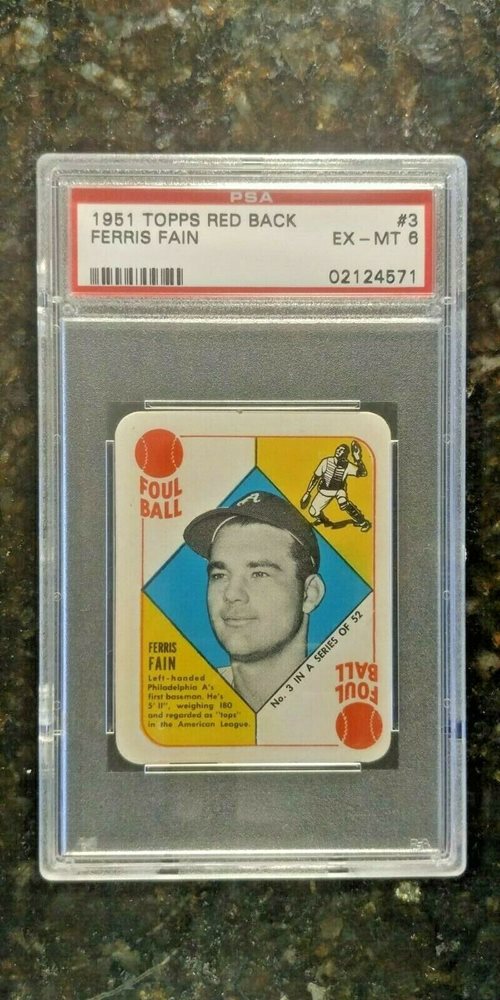 PSA
1951 TOPPS RED BACK #3
FERRIS FAIN EX – MT 6
02124571
FOUL
BALL
A
FERRIS
FAIN
Left-handed
Philadelphia A's
first baseman. He's
5' 11", weighing 180
and regarded as "tops"
in the American League.
No. 3 IN A SERIES OF 52
FOUL
BALL
PSA